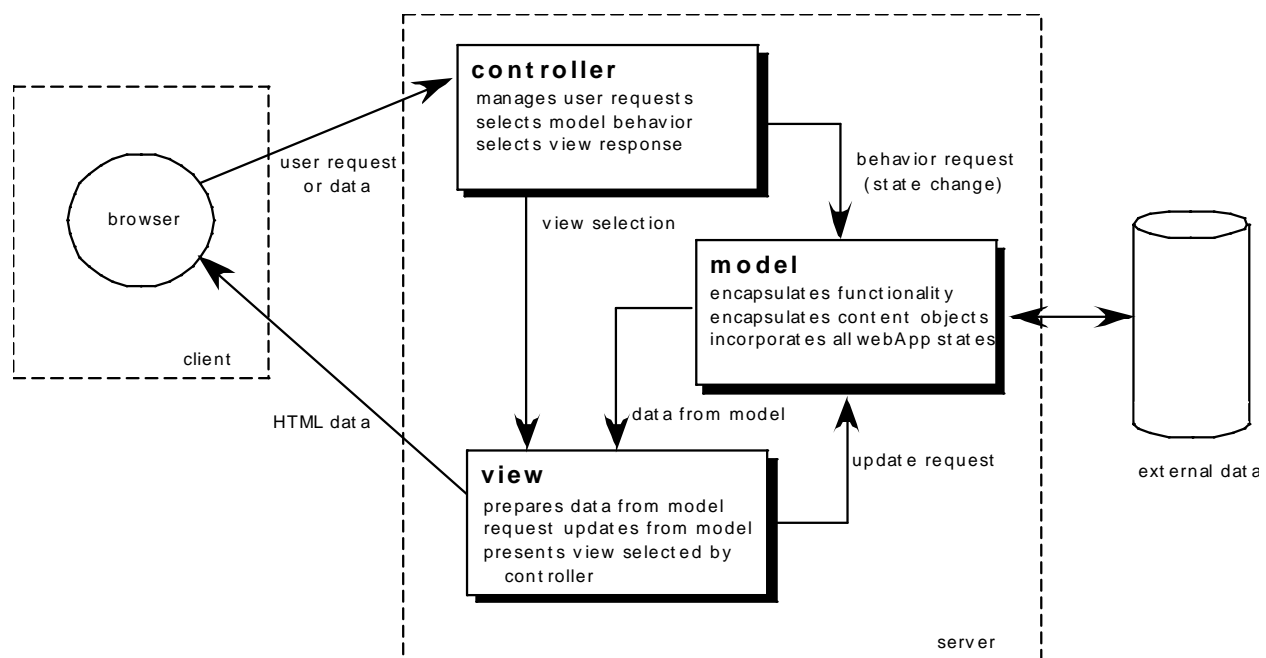 controller
manages user requests
selects model behavior
selects view response
user request
or data
behavior request
(state change)
browser
view selection
model
encapsulates functionality
encapsulates content objects
incorporates all webApp states
client
HTML data
data from model
update request
external data
view
prepares data from model
request updates from model
presents view selected by
controller
server